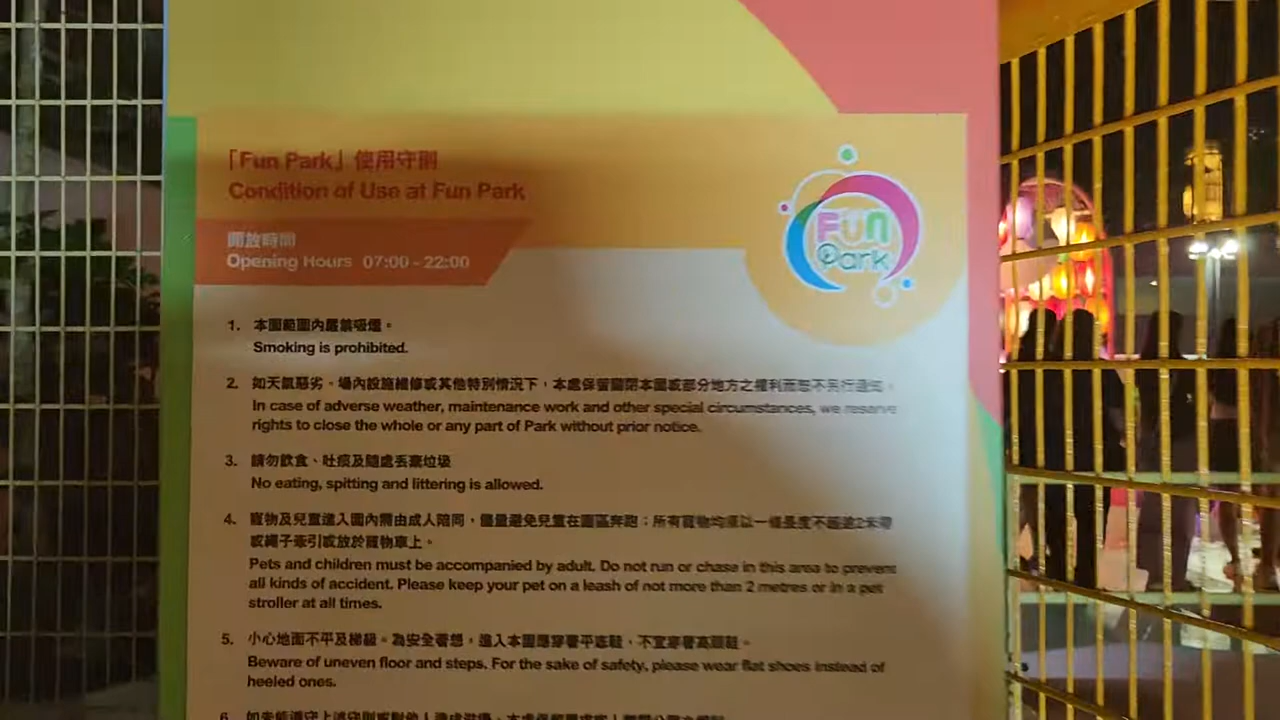 「Fun Park」使用守則
Condition of Use at Fun Park
Fun
Park
開放時間
Opening Hours 07:00 - 22:00
1. 本園範圍內嚴禁吸煙。
Smoking is prohibited.
2. 如天氣惡劣、場內設施維修或其他特別情況下，本處保留關閉本園或部分地方之權利而恕不另行通知。
In case of adverse weather, maintenance work and other special circumstances, we reserve
rights to close the whole or any part of Park without prior notice.
3. 請勿飲食、吐痰及隨處丟棄垃圾
No eating, spitting and littering is allowed.
4. 寵物及兒童進入園內需由成人陪同，儘量避免兒童在園區奔跑；所有寵物均須以一條長度不超逾2米帶
或繩子牽引或放於寵物車上。
Pets and children must be accompanied by adult. Do not run or chase in this area to prevent
all kinds of accident. Please keep your pet on a leash of not more than 2 metres or in a pet
stroller at all times.
5. 小心地面不平及梯級。為安全著想，進入本園應穿著平底鞋，不宜穿著高踭鞋。
Beware of uneven floor and steps. For the sake of safety, please wear flat shoes instead of
heeled ones.
6.